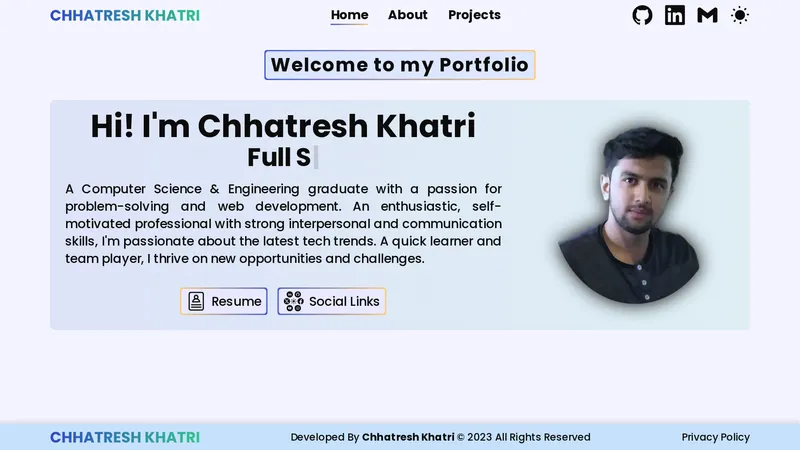 CHHATRESH KHATRI
Home About Projects
Welcome to my Portfolio
Hi! I'm Chhatresh Khatri
Full S
A Computer Science & Engineering graduate with a passion for
problem-solving and web development. An enthusiastic, self-
motivated professional with strong interpersonal and communication
skills, I'm passionate about the latest tech trends. A quick learner and
team player, I thrive on new opportunities and challenges.
Resume Social Links
CHHATRESH KHATRI Developed By Chhatresh Khatri © 2023 All Rights Reserved Privacy Policy